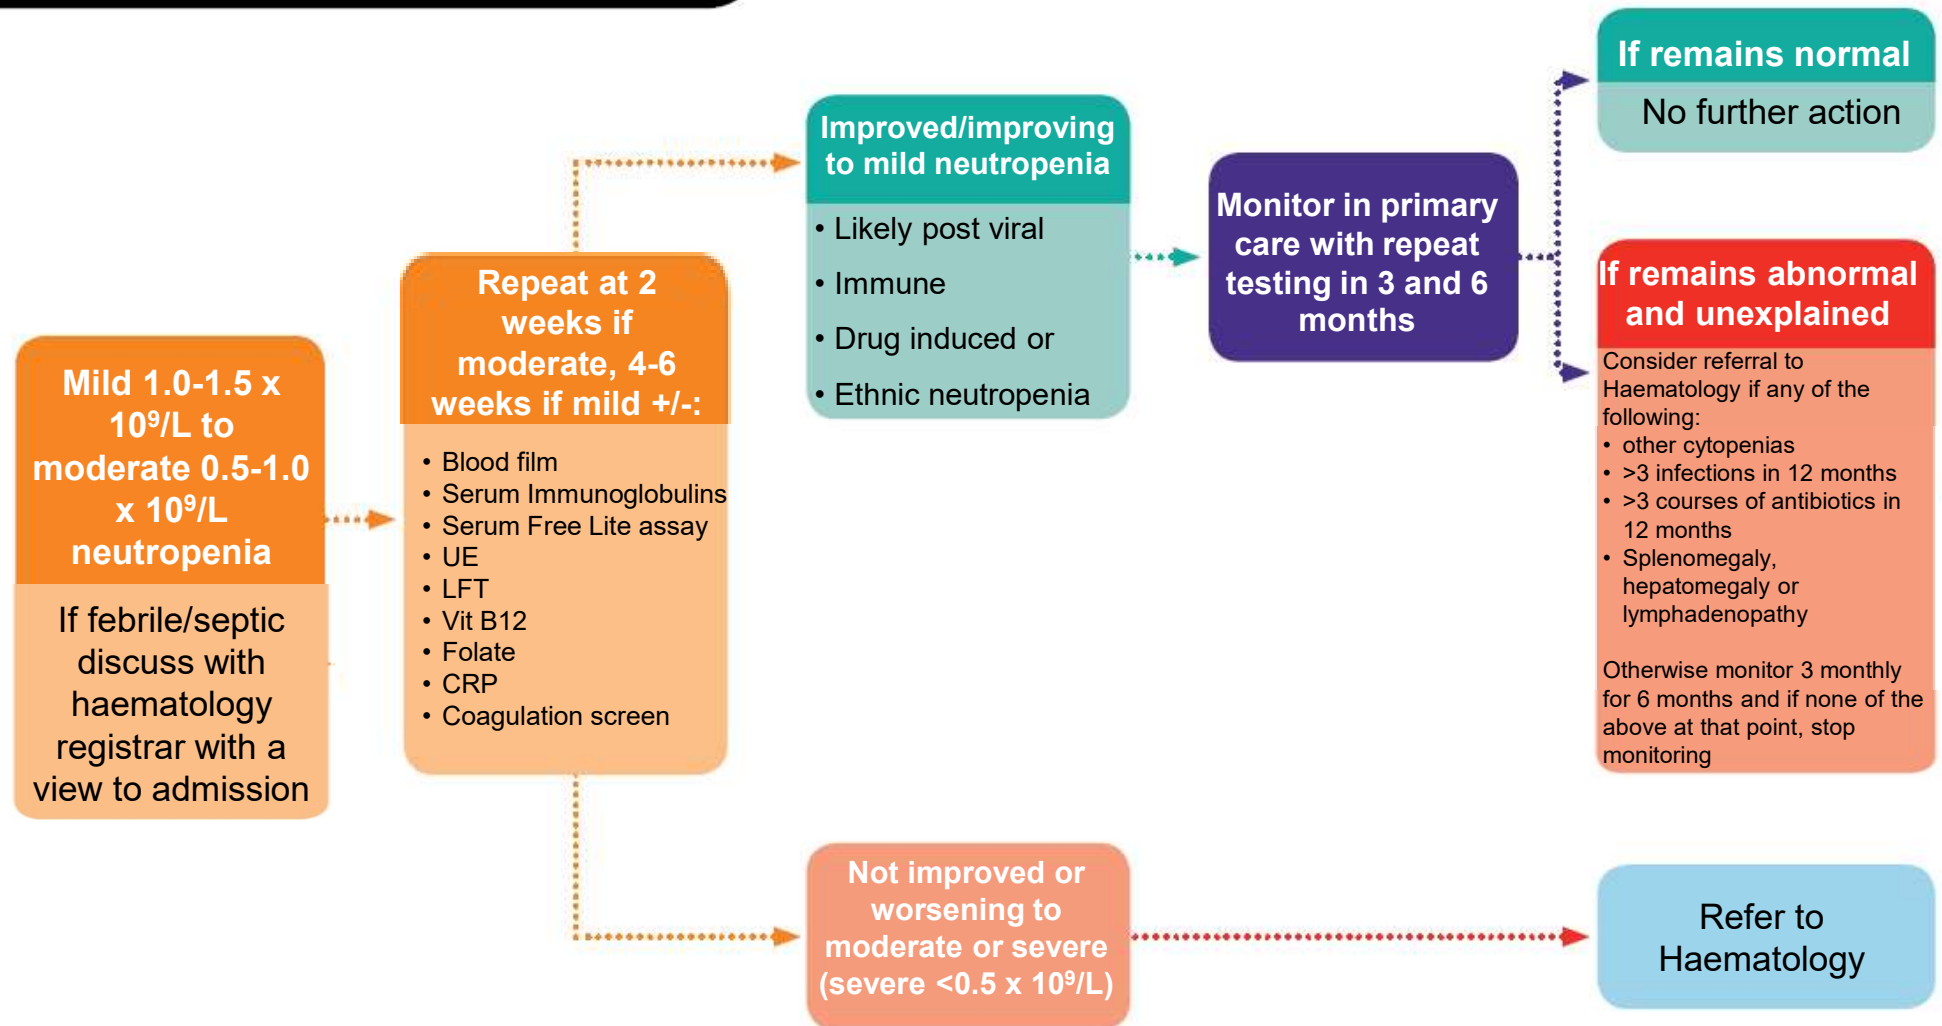 Mild 1.0-1.5 x
10⁹/L to
moderate 0.5-1.0
x 10⁹/L
neutropenia
If febrile/septic
discuss with
haematology
registrar with a
view to admission
Repeat at 2
weeks if
moderate, 4-6
weeks if mild +/-:
• Blood film
• Serum Immunoglobulins
• Serum Free Lite assay
• UE
• LFT
• Vit B12
• Folate
• CRP
• Coagulation screen
Improved/improving
to mild neutropenia
• Likely post viral
• Immune
• Drug induced or
• Ethnic neutropenia
Monitor in primary
care with repeat
testing in 3 and 6
months
If remains normal
No further action
If remains abnormal
and unexplained
Consider referral to
Haematology if any of the
following:
• other cytopenias
• >3 infections in 12 months
• >3 courses of antibiotics in
12 months
• Splenomegaly,
hepatomegaly or
lymphadenopathy
Otherwise monitor 3 monthly
for 6 months and if none of the
above at that point, stop
monitoring
Not improved or
worsening to
moderate or severe
(severe <0.5 x 10⁹/L)
Refer to
Haematology